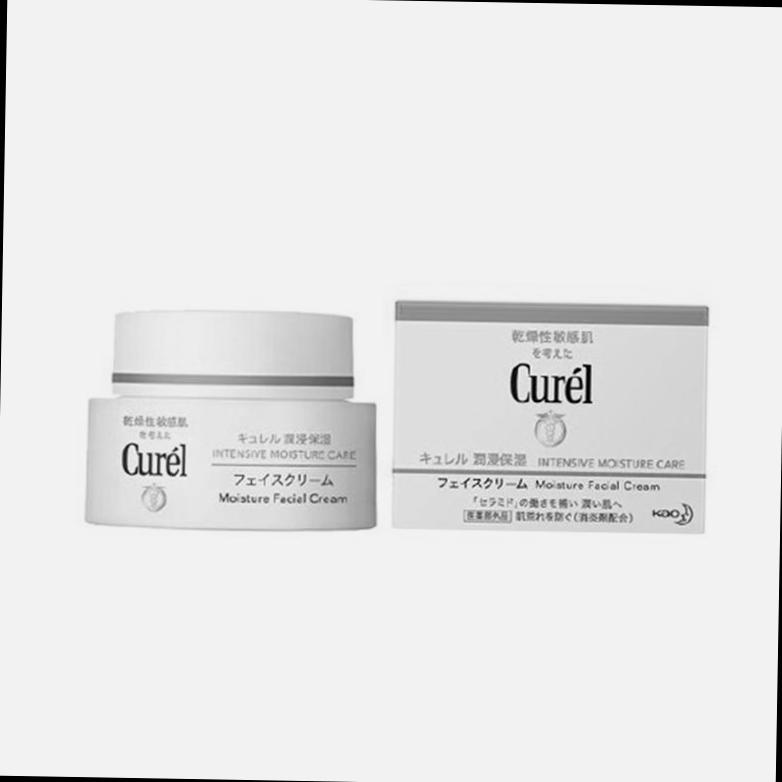 乾燥性敏感肌
を考えた
Curél
キュレル 潤浸保湿
INTENSIVE MOISTURE CARE
フェイスクリーム
Moisture Facial Cream
乾燥性敏感肌
を考えた
Curél
キュレル 潤浸保湿 INTENSIVE MOISTURE CARE
フェイスクリーム Moisture Facial Cream
「セラミド」の働きを補い 潤い肌へ
医薬部外品 肌荒れを防ぐ(消炎剤配合)
Kao